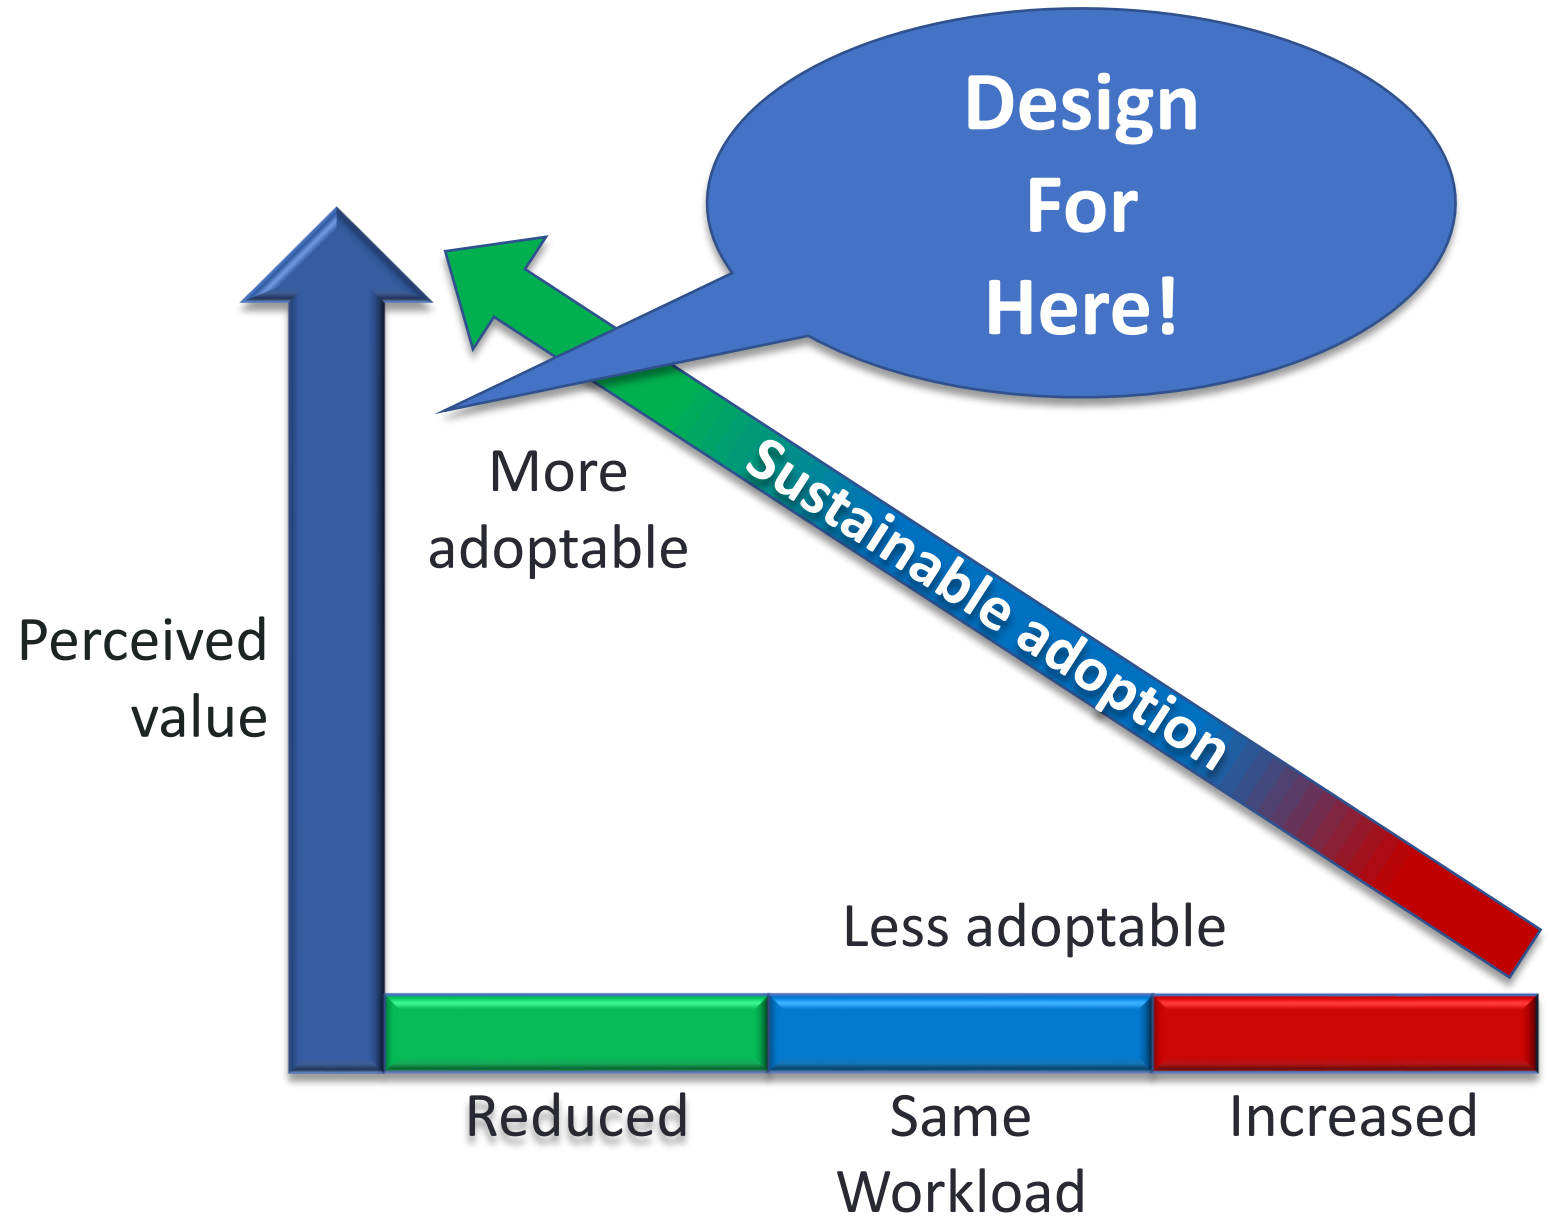 Design
For
Here!
More
adoptable
Sustainable adoption
Perceived
value
Less adoptable
Reduced
Same
Increased
Workload